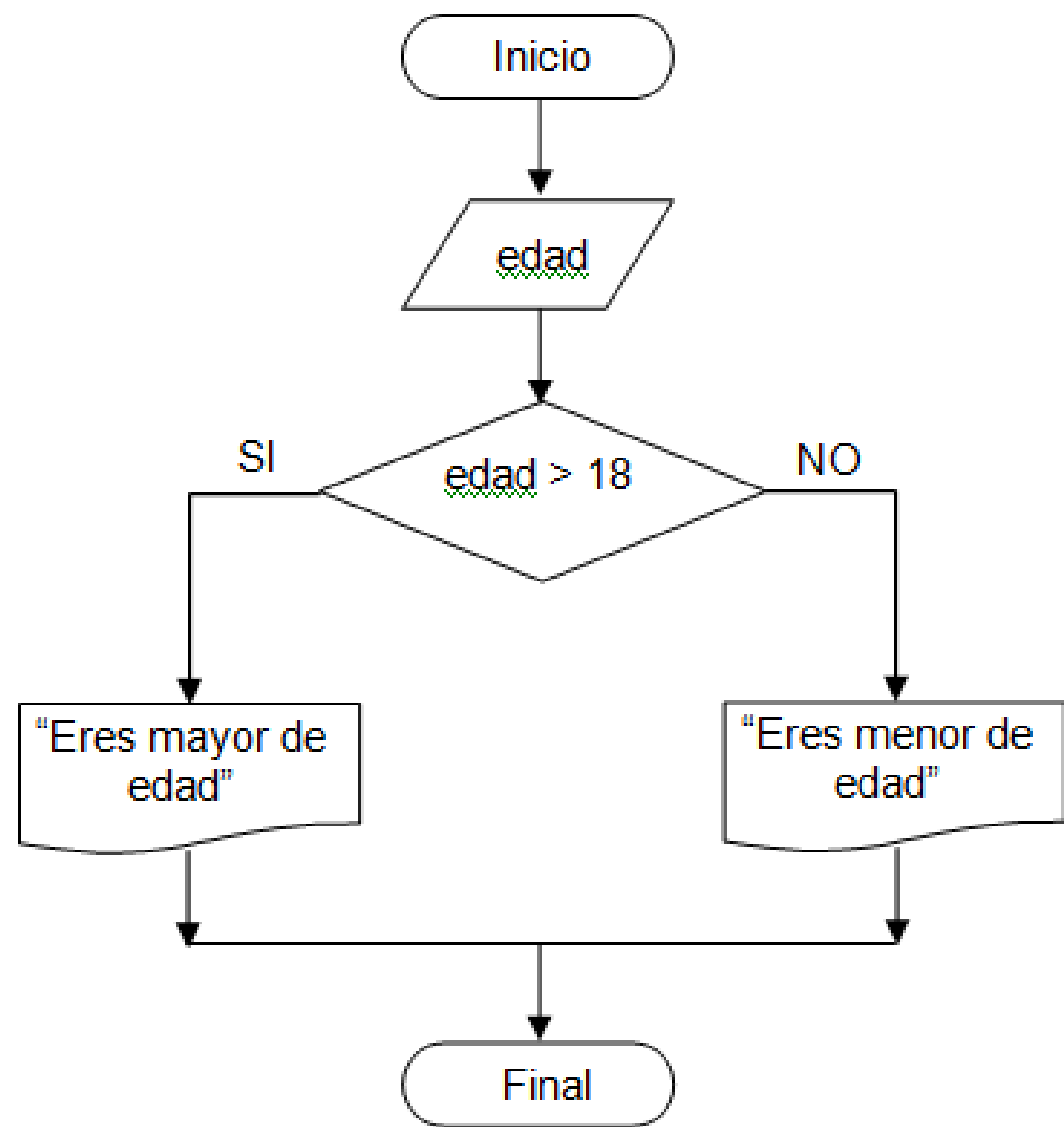 Inicio
edad
SI
edad > 18
NO
“Eres mayor de
edad”
“Eres menor de
edad”
Final